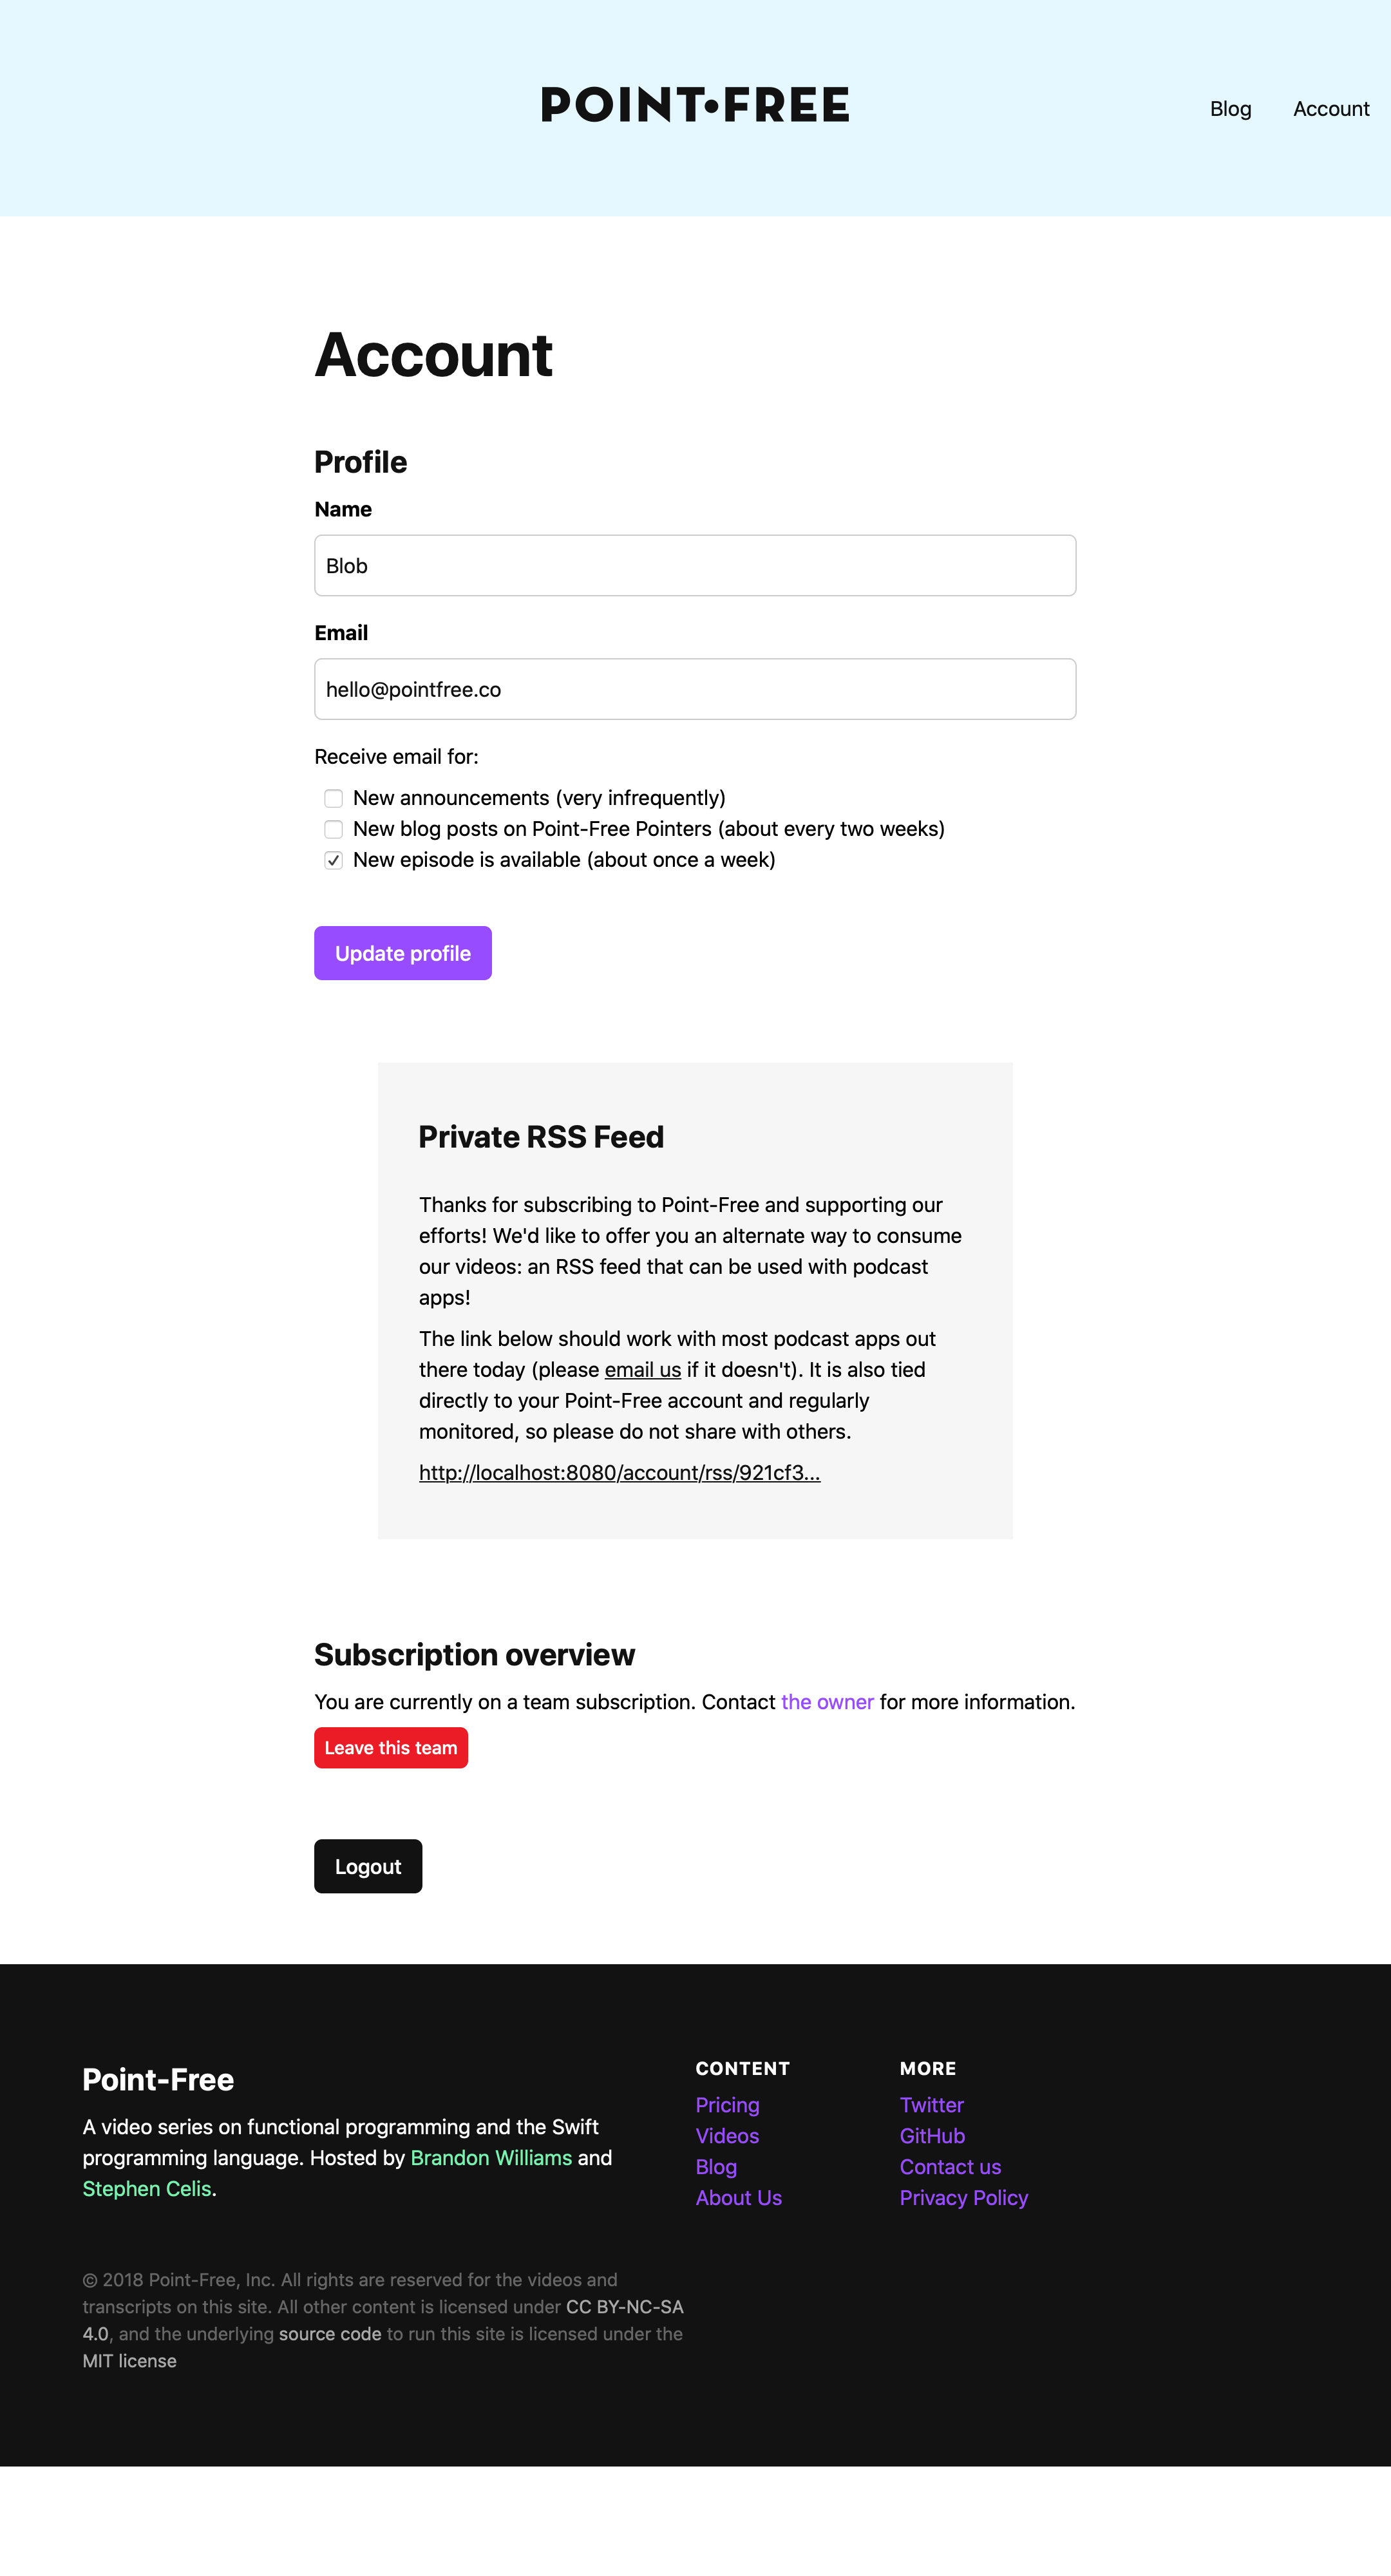 POINT•FREE
Blog
Account
Account
Profile
Name
Blob
Email
hello@pointfree.co
Receive email for:
New announcements (very infrequently)
New blog posts on Point-Free Pointers (about every two weeks)
New episode is available (about once a week)
Update profile
Private RSS Feed
Thanks for subscribing to Point-Free and supporting our
efforts! We'd like to offer you an alternate way to consume
our videos: an RSS feed that can be used with podcast
apps!
The link below should work with most podcast apps out
there today (please email us if it doesn't). It is also tied
directly to your Point-Free account and regularly
monitored, so please do not share with others.
http://localhost:8080/account/rss/921cf3...
Subscription overview
You are currently on a team subscription. Contact the owner for more information.
Leave this team
Logout
Point-Free
A video series on functional programming and the Swift
programming language. Hosted by Brandon Williams and
Stephen Celis.
CONTENT
Pricing
Videos
Blog
About Us
MORE
Twitter
GitHub
Contact us
Privacy Policy
© 2018 Point-Free, Inc. All rights are reserved for the videos and
transcripts on this site. All other content is licensed under CC BY-NC-SA
4.0, and the underlying source code to run this site is licensed under the
MIT license